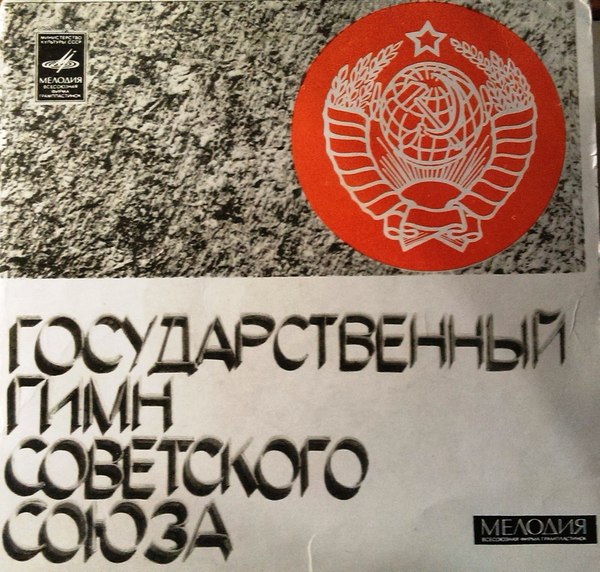 МИНИСТЕРСТВО
КУЛЬТУРЫ СССР
МЕЛОДИЯ
ВСЕСОЮЗНАЯ
ФИРМА
ГРАМПЛАСТИНОК
ГОСУДАРСТВЕННЫЙ
ГИМН
СОВЕТСКОГО
СОЮЗА
МЕЛОДИЯ
ВСЕСОЮЗНАЯ ФИРМА ГРАМПЛАСТИНОК